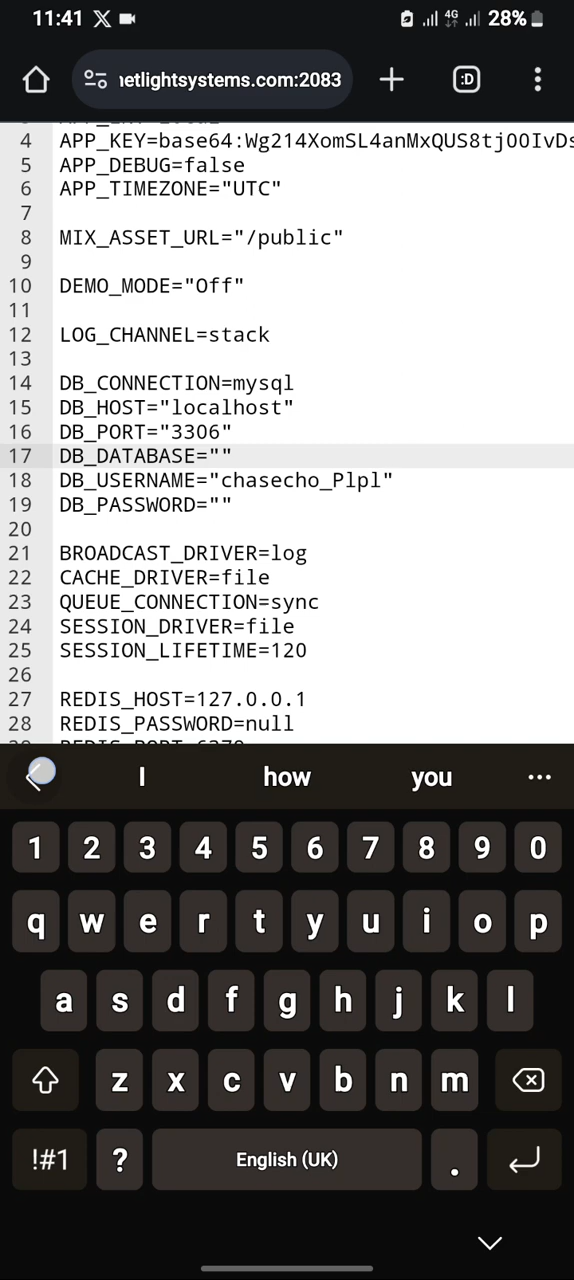 11:41 X 4G 28%
netlightsystems.com:2083 :D
4 APP_KEY=base64:Wg214XomSL4anMxQUS8tj00IvDs
5 APP_DEBUG=false
6 APP_TIMEZONE="UTC"
7
8 MIX_ASSET_URL="/public"
9
10 DEMO_MODE="Off"
11
12 LOG_CHANNEL=stack
13
14 DB_CONNECTION=mysql
15 DB_HOST="localhost"
16 DB_PORT="3306"
17 DB_DATABASE=""
18 DB_USERNAME="chasecho_Plpl"
19 DB_PASSWORD=""
20
21 BROADCAST_DRIVER=log
22 CACHE_DRIVER=file
23 QUEUE_CONNECTION=sync
24 SESSION_DRIVER=file
25 SESSION_LIFETIME=120
26
27 REDIS_HOST=127.0.0.1
28 REDIS_PASSWORD=null
I how you ...
1 2 3 4 5 6 7 8 9 0
q w e r t y u i o p
a s d f g h j k l
z x c v b n m
!#1 ? English (UK) .